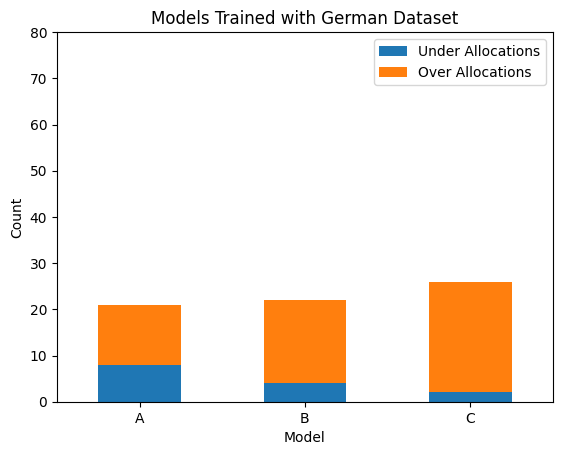 Models Trained with German Dataset
Under Allocations
Over Allocations
80
70
60
50
40
30
20
10
0
Count
A B C
Model